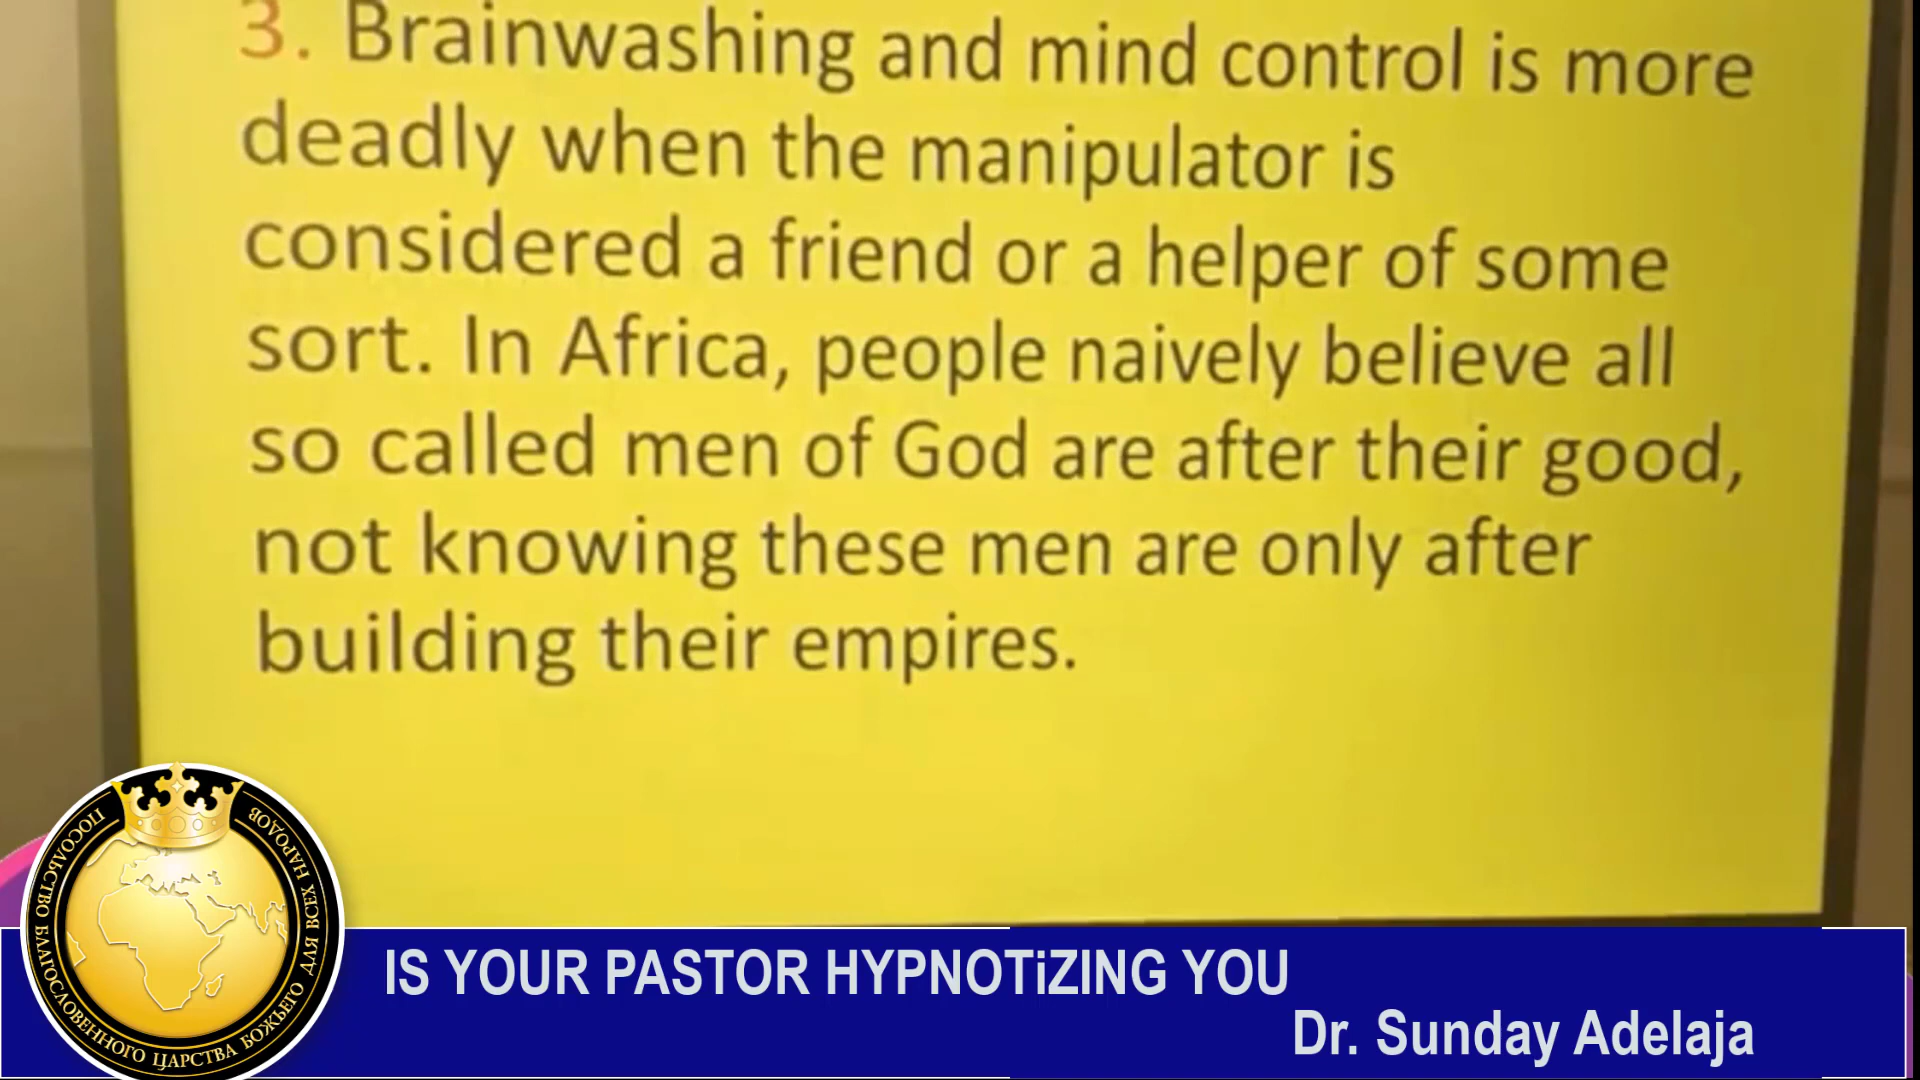 3. Brainwashing and mind control is more
deadly when the manipulator is
considered a friend or a helper of some
sort. In Africa, people naively believe all
so called men of God are after their good,
not knowing these men are only after
building their empires.
ПОСОЛЬСТВО БЛАГОСЛОВЕННОГО ЦАРСТВА БОЖЬЕГО ДЛЯ ВСЕХ НАРОДОВ
IS YOUR PASTOR HYPNOTiZING YOU
Dr. Sunday Adelaja